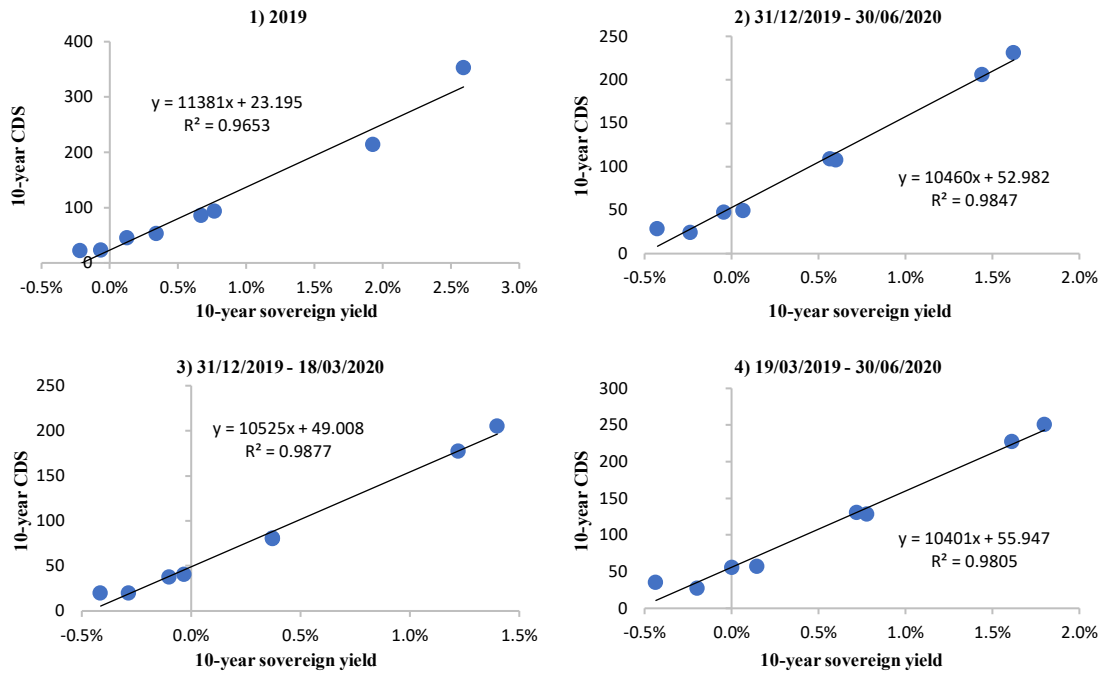 1) 2019
400
300
200
100
0
-0.5%
0.0%
0.5%
1.0%
1.5%
2.0%
2.5%
3.0%
10-year CDS
10-year sovereign yield
y = 11381x + 23.195
R² = 0.9653
2) 31/12/2019 - 30/06/2020
250
200
150
100
50
0
-0.5%
0.0%
0.5%
1.0%
1.5%
2.0%
10-year CDS
10-year sovereign yield
y = 10460x + 52.982
R² = 0.9847
3) 31/12/2019 - 18/03/2020
250
200
150
100
50
0
-0.5%
0.0%
0.5%
1.0%
1.5%
10-year CDS
10-year sovereign yield
y = 10525x + 49.008
R² = 0.9877
4) 19/03/2019 - 30/06/2020
300
250
200
150
100
50
0
-0.5%
0.0%
0.5%
1.0%
1.5%
2.0%
10-year CDS
10-year sovereign yield
y = 10401x + 55.947
R² = 0.9805